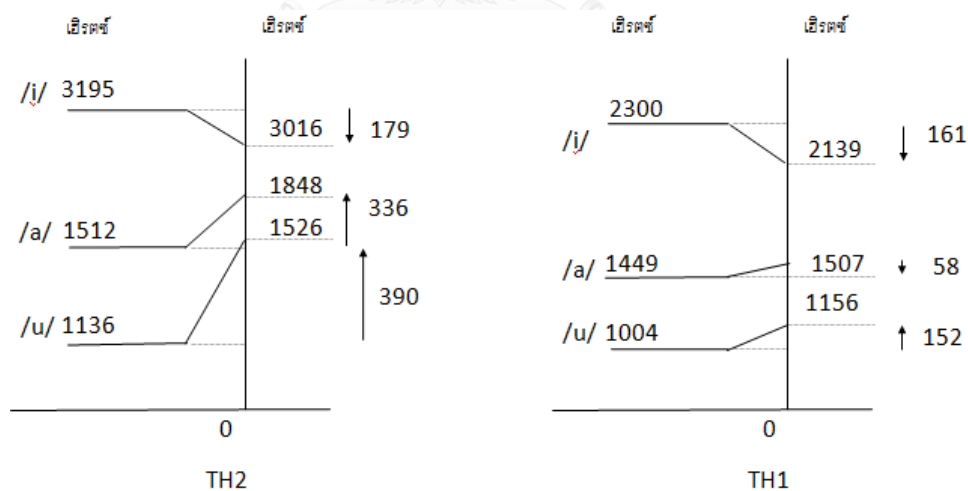 เฮิรตซ์ เฮิรตซ์
/i/ 3195
3016 179
1848
336
/a/ 1512 1526
390
/u/ 1136
0
TH2
เฮิรตซ์ เฮิรตซ์
2300
/i/ 2139 161
/a/ 1449 1507 58
1156
/u/ 1004 152
0
TH1